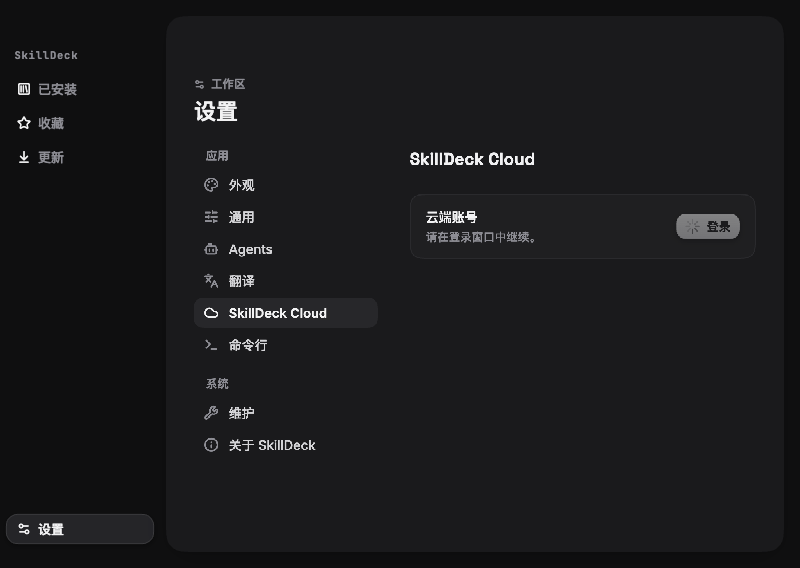 SkillDeck
已安装
收藏
更新
设置
工作区
设置
应用
外观
通用
Agents
翻译
SkillDeck Cloud
命令行
系统
维护
关于 SkillDeck
SkillDeck Cloud
云端账号
请在登录窗口中继续。
登录